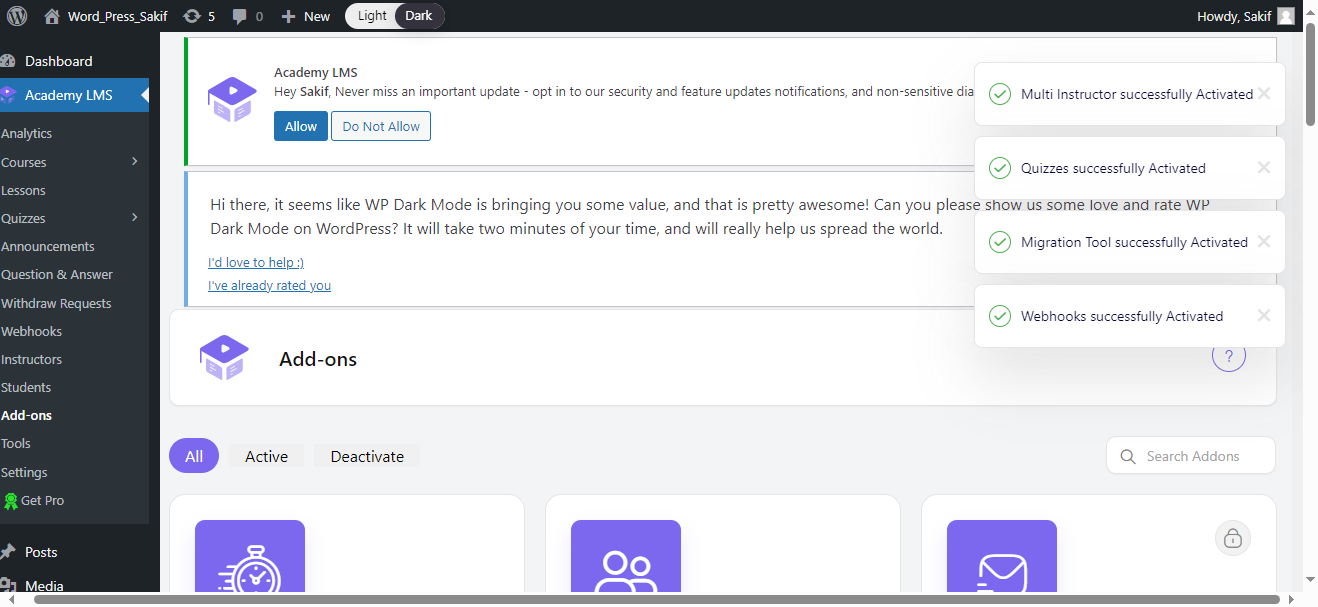 Word_Press_Sakif
5
0
New
Light
Dark
Howdy, Sakif
Dashboard
Academy LMS
Analytics
Courses
Lessons
Quizzes
Announcements
Question & Answer
Withdraw Requests
Webhooks
Instructors
Students
Add-ons
Tools
Settings
Get Pro
Posts
Media
Academy LMS
Hey Sakif, Never miss an important update - opt in to our security and feature updates notifications, and non-sensitive dia
Allow
Do Not Allow
Hi there, it seems like WP Dark Mode is bringing you some value, and that is pretty awesome! Can you please show us some love and rate WP
Dark Mode on WordPress? It will take two minutes of your time, and will really help us spread the world.
I'd love to help :)
I've already rated you
Multi Instructor successfully Activated
Quizzes successfully Activated
Migration Tool successfully Activated
Webhooks successfully Activated
Add-ons
?
All
Active
Deactivate
Search Addons